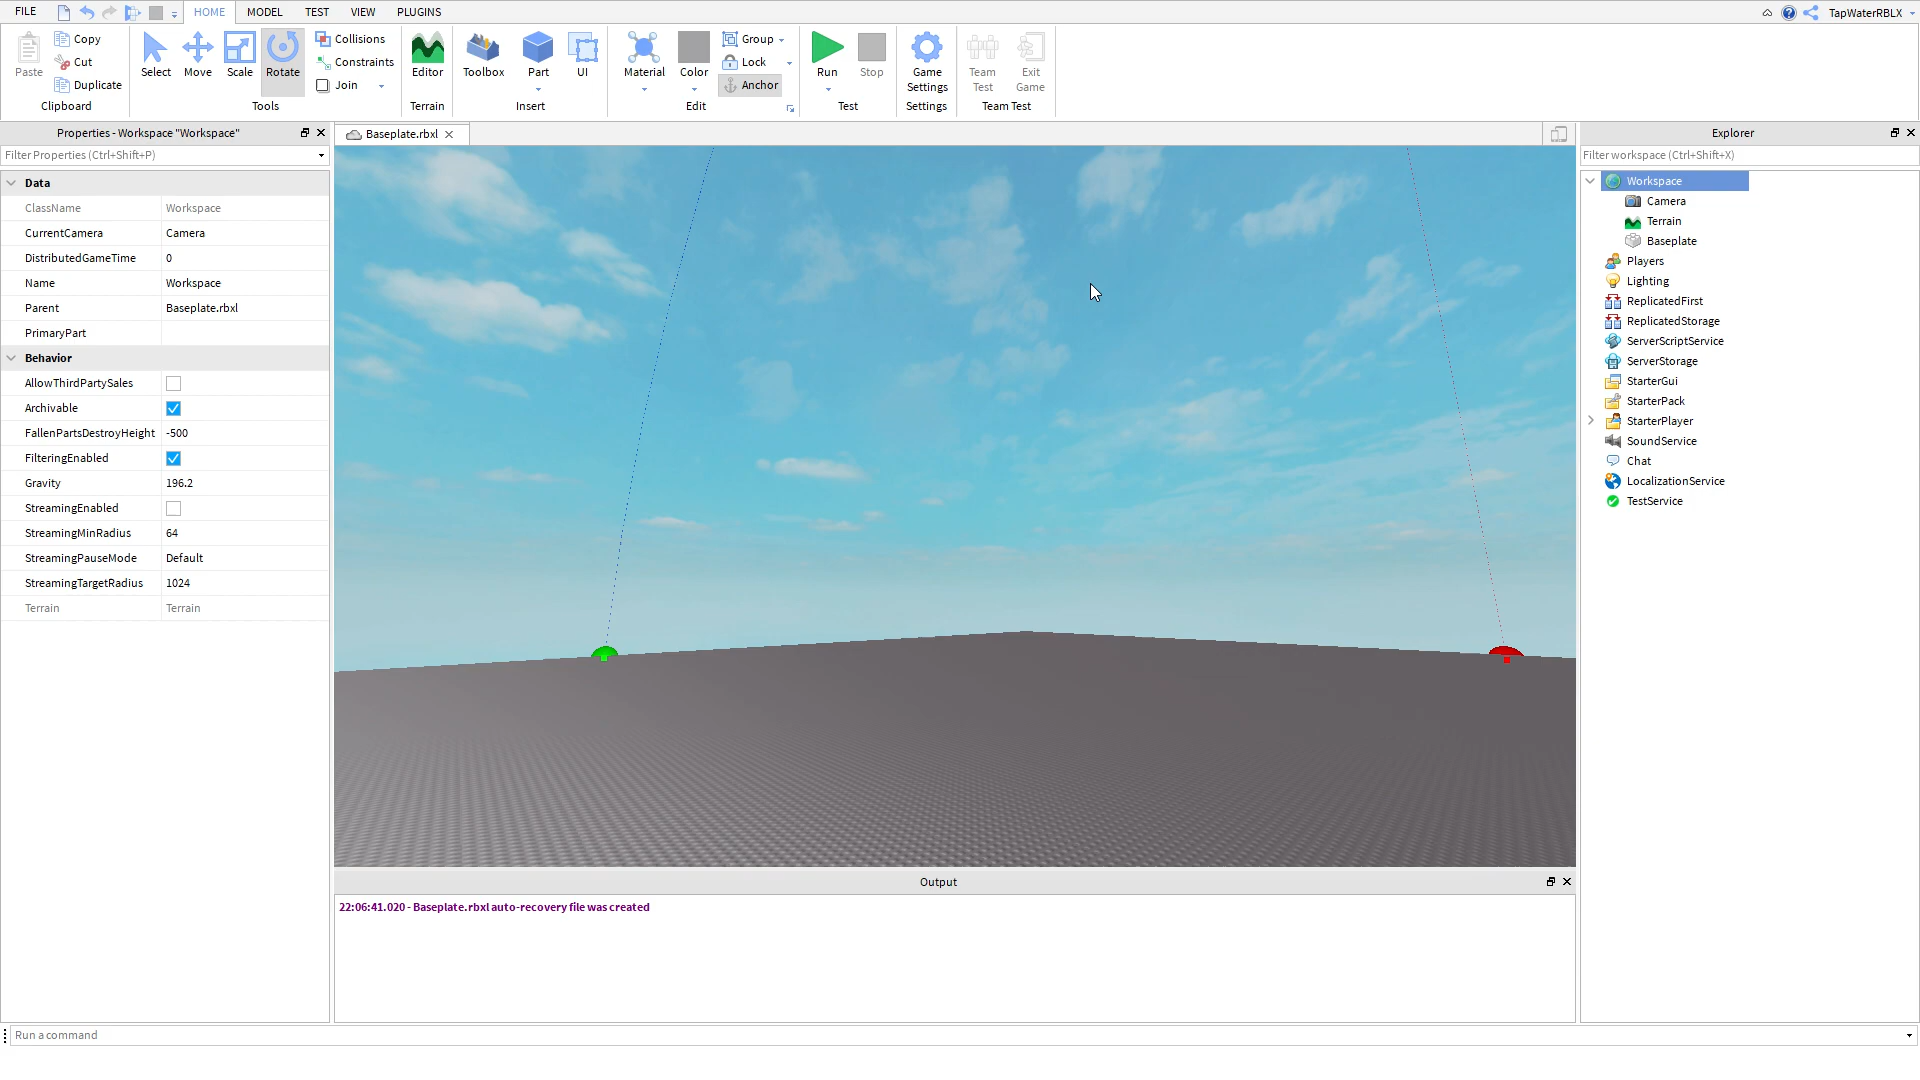 FILE
HOME
MODEL
TEST
VIEW
PLUGINS
TapWaterRBLX
Paste
Copy
Cut
Duplicate
Clipboard
Select
Move
Scale
Rotate
Collisions
Constraints
Join
Tools
Editor
Terrain
Toolbox
Part
UI
Insert
Material
Color
Group
Lock
Anchor
Edit
Run
Stop
Test
Game
Settings
Settings
Team
Test
Exit
Game
Team Test
Properties - Workspace "Workspace"
Filter Properties (Ctrl+Shift+P)
Data
ClassName Workspace
CurrentCamera Camera
DistributedGameTime 0
Name Workspace
Parent Baseplate.rbxl
PrimaryPart
Behavior
AllowThirdPartySales
Archivable
FallenPartsDestroyHeight -500
FilteringEnabled
Gravity 196.2
StreamingEnabled
StreamingMinRadius 64
StreamingPauseMode Default
StreamingTargetRadius 1024
Terrain Terrain
Baseplate.rbxl
Output
22:06:41.020 - Baseplate.rbxl auto-recovery file was created
Explorer
Filter workspace (Ctrl+Shift+X)
Workspace
Camera
Terrain
Baseplate
Players
Lighting
ReplicatedFirst
ReplicatedStorage
ServerScriptService
ServerStorage
StarterGui
StarterPack
StarterPlayer
SoundService
Chat
LocalizationService
TestService
Run a command